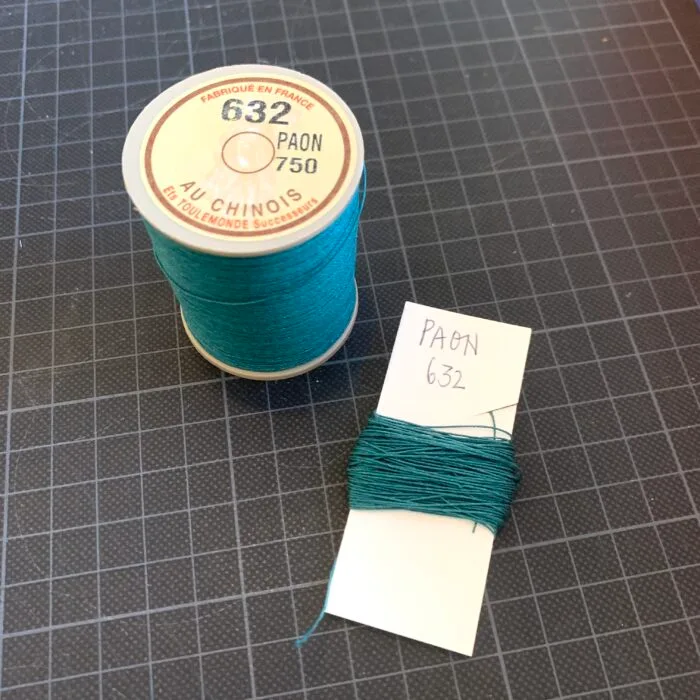 FABRIQUÉ EN FRANCE
632
PAON
750
AU CHINOIS
Ets TOULEMONDE Successeurs
PAON
632